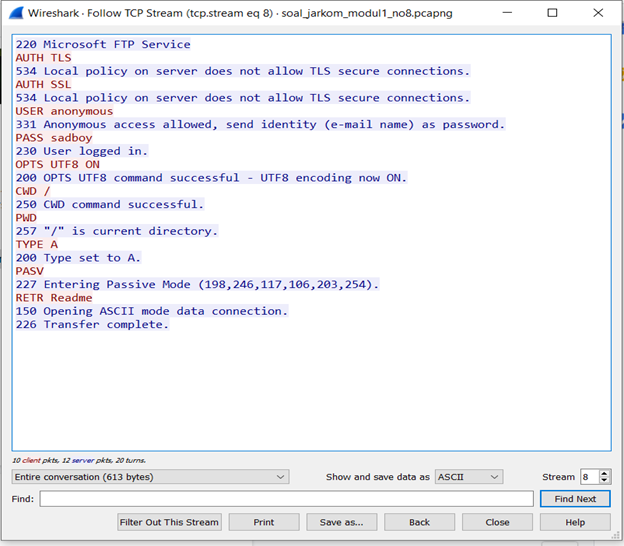 Wireshark · Follow TCP Stream (tcp.stream eq 8) · soal_jarkom_modul1_no8.pcapng
220 Microsoft FTP Service
AUTH TLS
534 Local policy on server does not allow TLS secure connections.
AUTH SSL
534 Local policy on server does not allow TLS secure connections.
USER anonymous
331 Anonymous access allowed, send identity (e-mail name) as password.
PASS sadboy
230 User logged in.
OPTS UTF8 ON
200 OPTS UTF8 command successful - UTF8 encoding now ON.
CWD /
250 CWD command successful.
PWD
257 "/" is current directory.
TYPE A
200 Type set to A.
PASV
227 Entering Passive Mode (198,246,117,106,203,254).
RETR Readme
150 Opening ASCII mode data connection.
226 Transfer complete.
10 client pkts, 12 server pkts, 20 turns.
Entire conversation (613 bytes) Show and save data as ASCII Stream 8
Find: Find Next
Filter Out This Stream Print Save as... Back Close Help